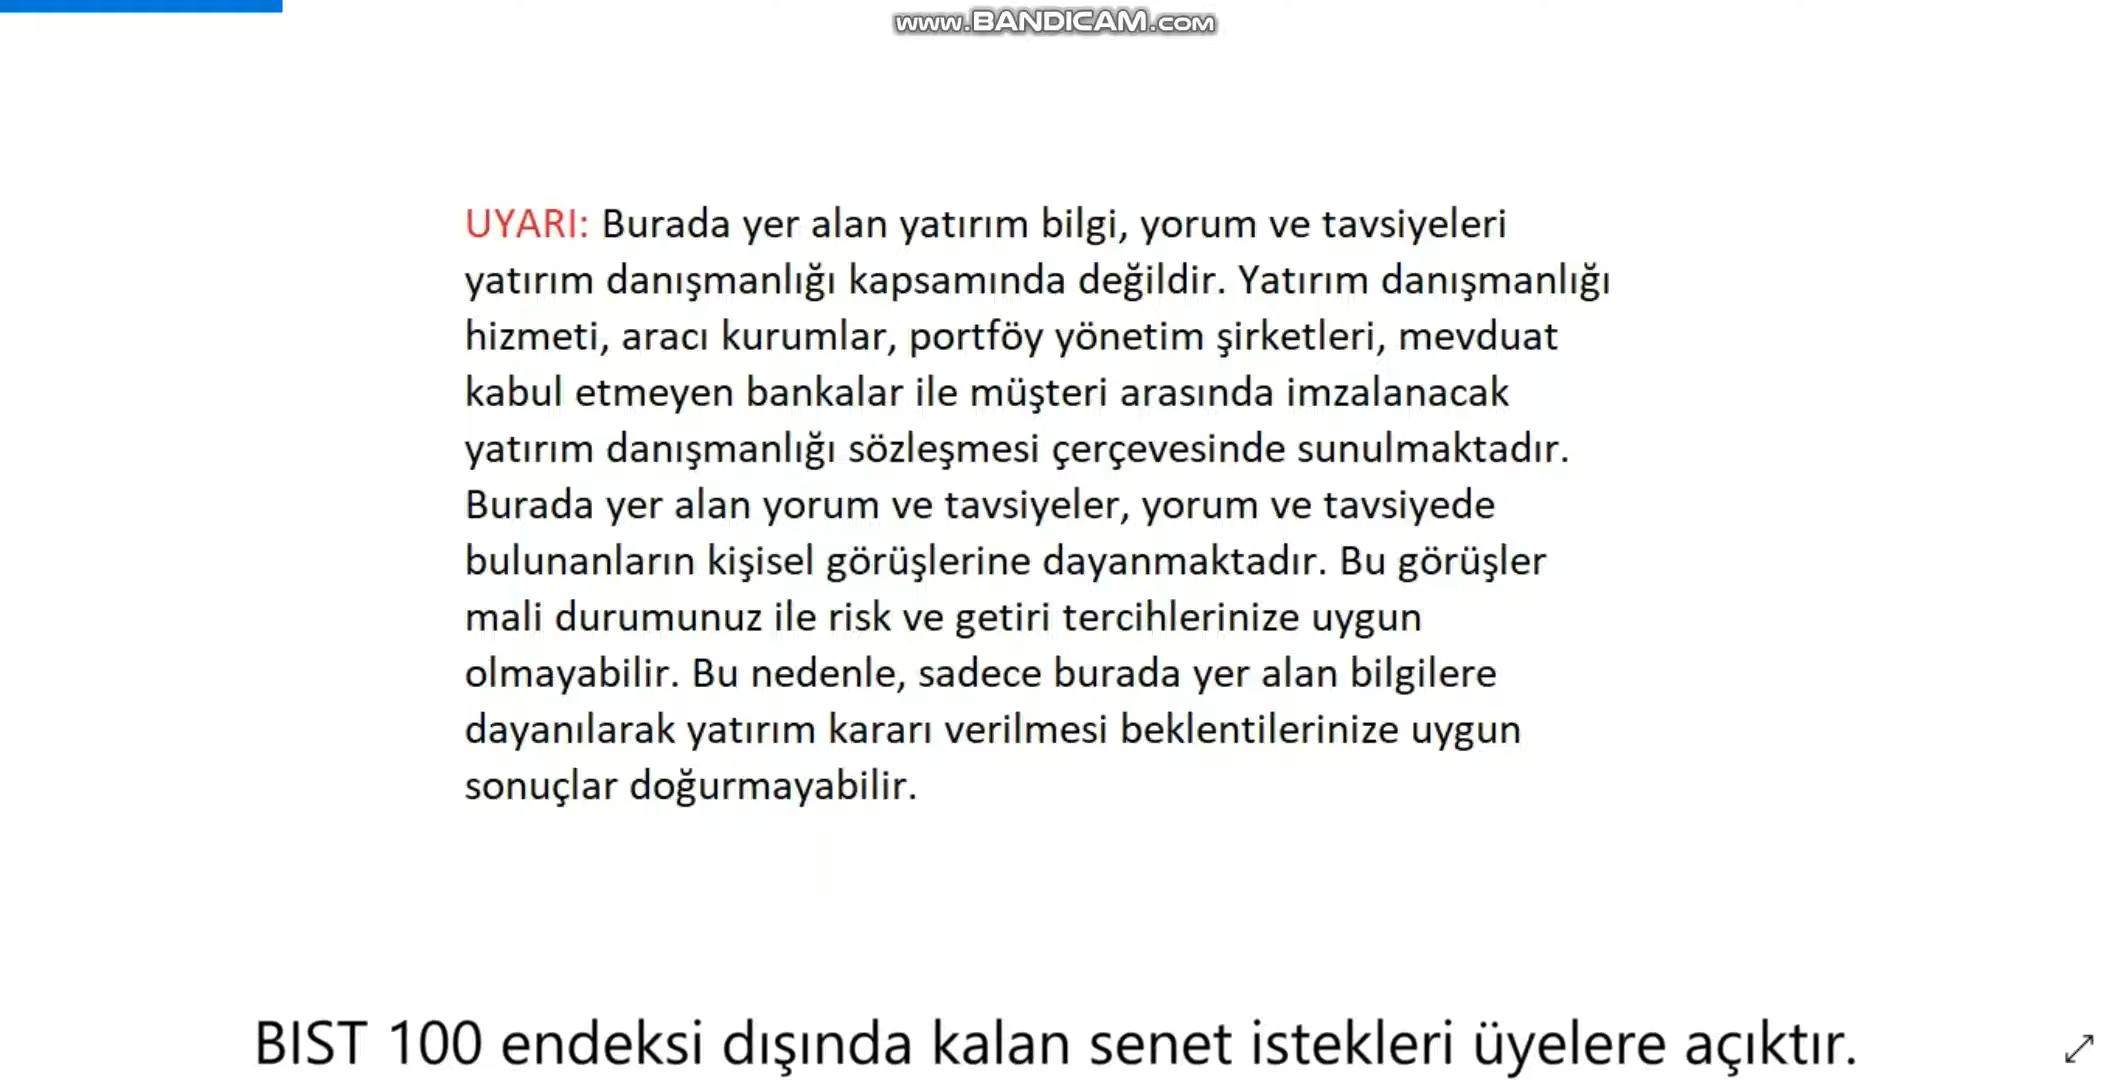 www.BANDICAM.com
UYARI: Burada yer alan yatırım bilgi, yorum ve tavsiyeleri
yatırım danışmanlığı kapsamında değildir. Yatırım danışmanlığı
hizmeti, aracı kurumlar, portföy yönetim şirketleri, mevduat
kabul etmeyen bankalar ile müşteri arasında imzalanacak
yatırım danışmanlığı sözleşmesi çerçevesinde sunulmaktadır.
Burada yer alan yorum ve tavsiyeler, yorum ve tavsiyede
bulunanların kişisel görüşlerine dayanmaktadır. Bu görüşler
mali durumunuz ile risk ve getiri tercihlerinize uygun
olmayabilir. Bu nedenle, sadece burada yer alan bilgilere
dayanılarak yatırım kararı verilmesi beklentilerinize uygun
sonuçlar doğurmayabilir.
BIST 100 endeksi dışında kalan senet istekleri üyelere açıktır.